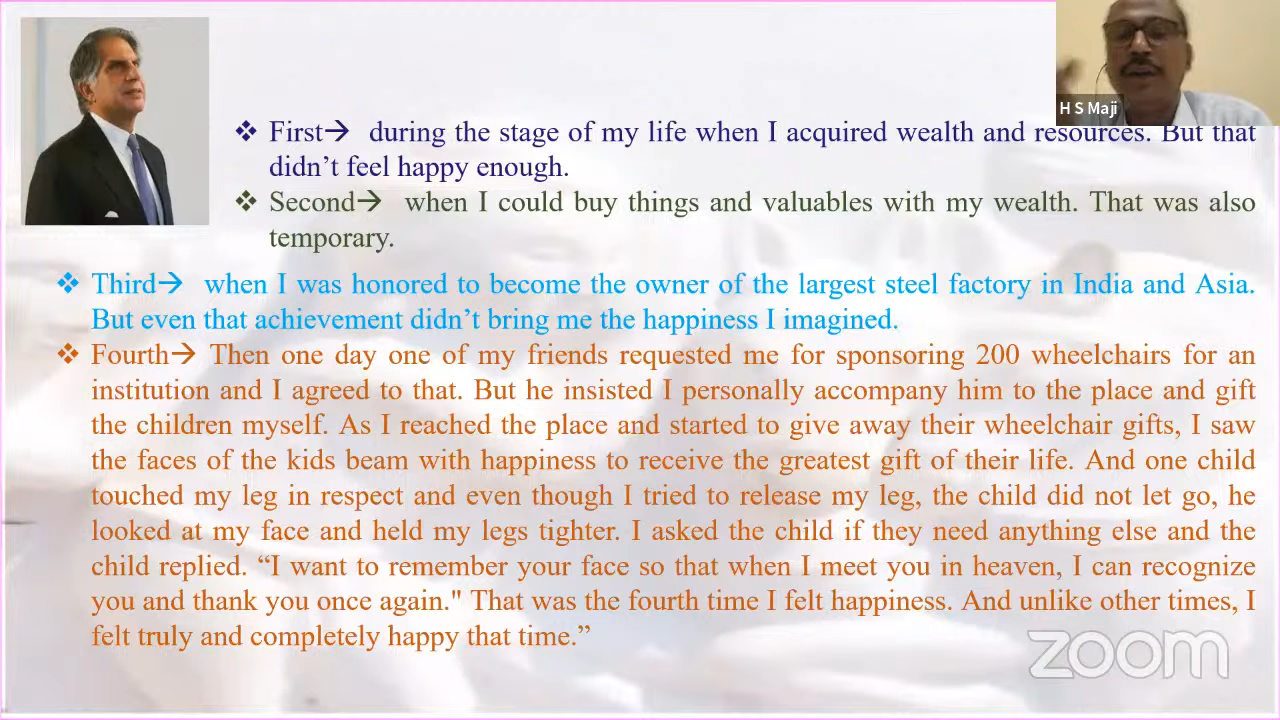 H S Maji
❖ First→ during the stage of my life when I acquired wealth and resources. But that
didn’t feel happy enough.
❖ Second→ when I could buy things and valuables with my wealth. That was also
temporary.
❖ Third→ when I was honored to become the owner of the largest steel factory in India and Asia.
But even that achievement didn’t bring me the happiness I imagined.
❖ Fourth→ Then one day one of my friends requested me for sponsoring 200 wheelchairs for an
institution and I agreed to that. But he insisted I personally accompany him to the place and gift
the children myself. As I reached the place and started to give away their wheelchair gifts, I saw
the faces of the kids beam with happiness to receive the greatest gift of their life. And one child
touched my leg in respect and even though I tried to release my leg, the child did not let go, he
looked at my face and held my legs tighter. I asked the child if they need anything else and the
child replied. “I want to remember your face so that when I meet you in heaven, I can recognize
you and thank you once again." That was the fourth time I felt happiness. And unlike other times, I
felt truly and completely happy that time.”
zoom